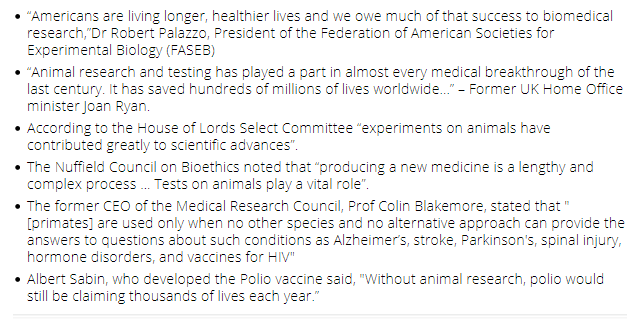 • “Americans are living longer, healthier lives and we owe much of that success to biomedical
research,”Dr Robert Palazzo, President of the Federation of American Societies for
Experimental Biology (FASEB)
• “Animal research and testing has played a part in almost every medical breakthrough of the
last century. It has saved hundreds of millions of lives worldwide...” – Former UK Home Office
minister Joan Ryan.
• According to the House of Lords Select Committee “experiments on animals have
contributed greatly to scientific advances”.
• The Nuffield Council on Bioethics noted that “producing a new medicine is a lengthy and
complex process ... Tests on animals play a vital role”.
• The former CEO of the Medical Research Council, Prof Colin Blakemore, stated that "
[primates] are used only when no other species and no alternative approach can provide the
answers to questions about such conditions as Alzheimer’s, stroke, Parkinson's, spinal injury,
hormone disorders, and vaccines for HIV"
• Albert Sabin, who developed the Polio vaccine said, "Without animal research, polio would
still be claiming thousands of lives each year.”